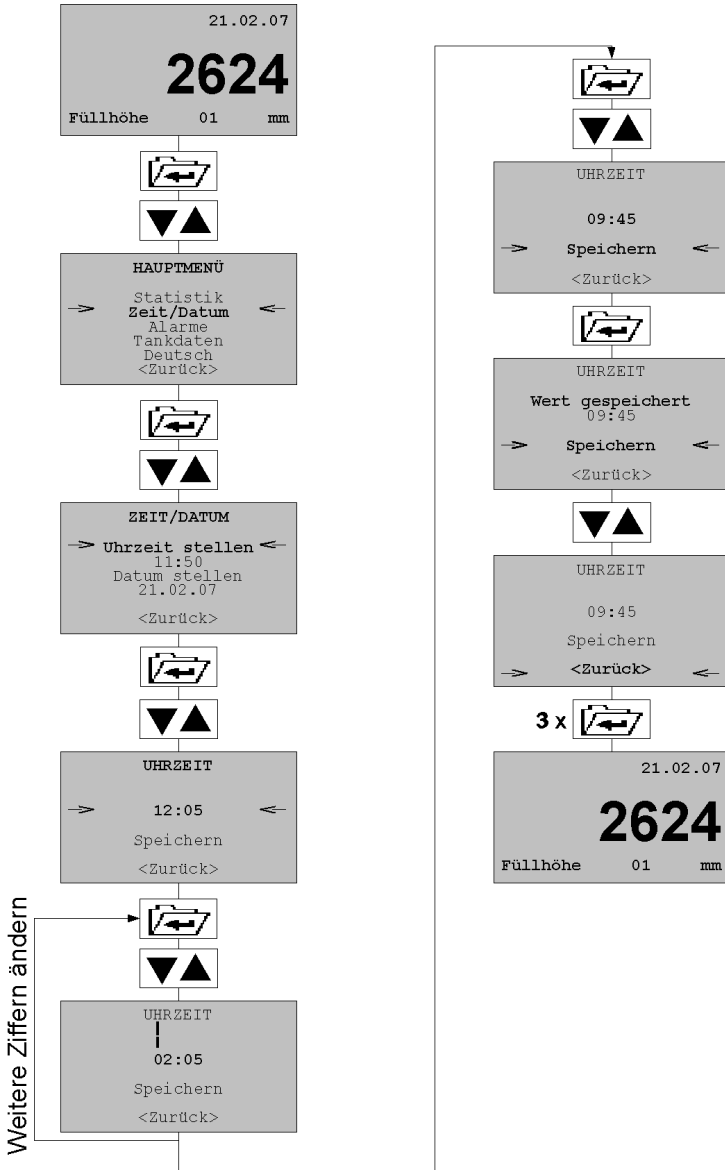 21.02.07
2624
Füllhöhe 01 mm
HAUPTMENÜ
Statistik
Zeit/Datum
Alarme
Tankdaten
Deutsch
<Zurück>
ZEIT/DATUM
Uhrzeit stellen
11:50
Datum stellen
21.02.07
<Zurück>
UHRZEIT
12:05
Speichern
<Zurück>
Weitere Ziffern ändern
UHRZEIT
02:05
Speichern
<Zurück>
UHRZEIT
09:45
Speichern
<Zurück>
UHRZEIT
Wert gespeichert
09:45
Speichern
<Zurück>
UHRZEIT
09:45
Speichern
<Zurück>
3 x
21.02.07
2624
Füllhöhe 01 mm